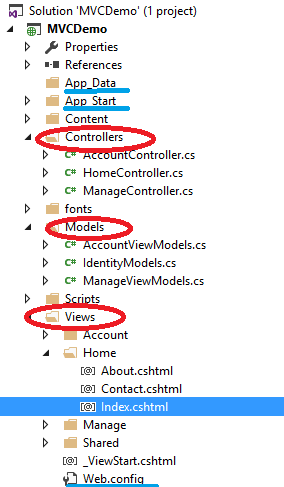 Solution 'MVCDemo' (1 project)
MVCDemo
Properties
References
App_Data
App_Start
Content
Controllers
C# AccountController.cs
C# HomeController.cs
C# ManageController.cs
fonts
Models
C# AccountViewModels.cs
C# IdentityModels.cs
C# ManageViewModels.cs
Scripts
Views
Account
Home
[@] About.cshtml
[@] Contact.cshtml
[@] Index.cshtml
Manage
Shared
[@] _ViewStart.cshtml
Web.config